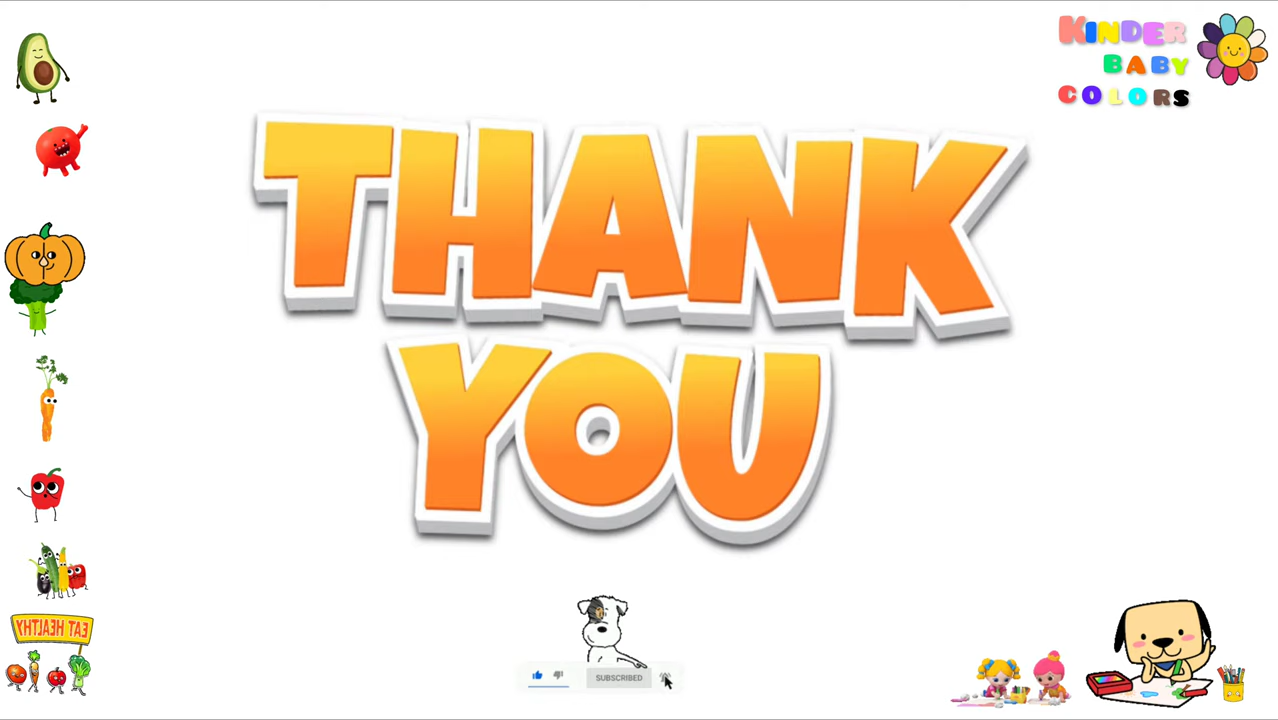 KINDER
BABY
COLORS
THANK
YOU
EAT HEALTHY
SUBSCRIBED